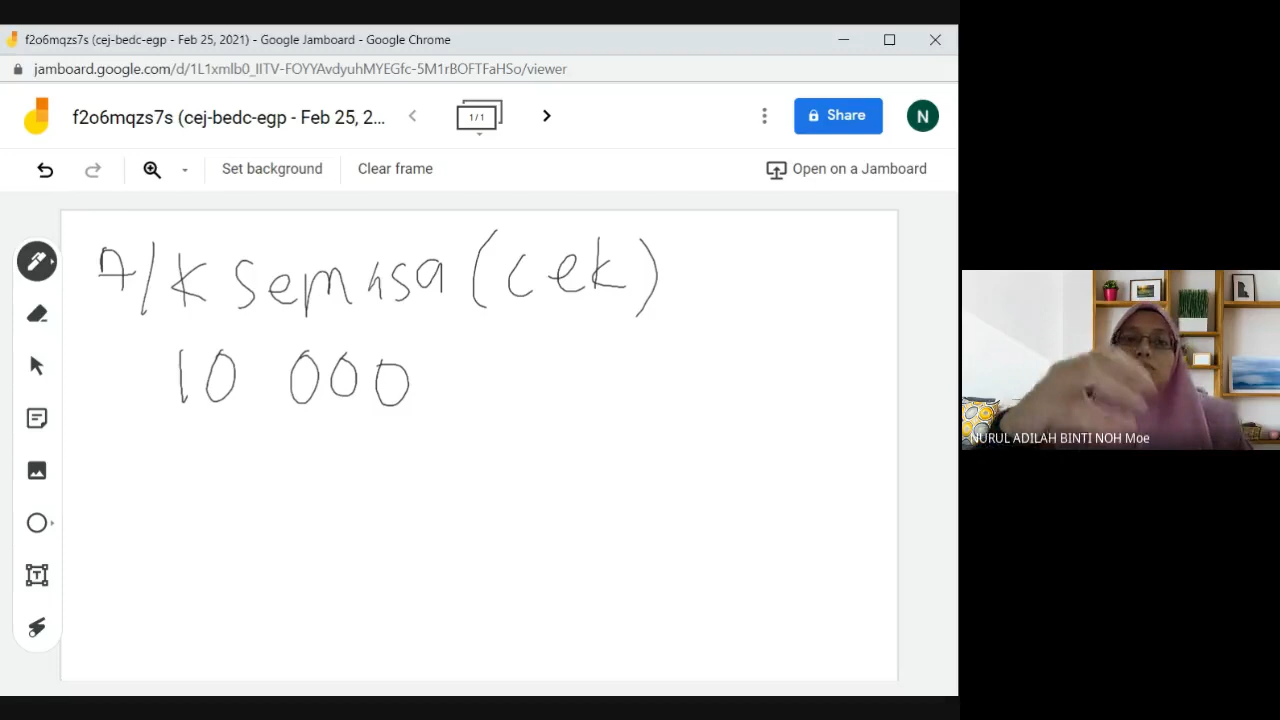 f2o6mqzs7s (cej-bedc-egp - Feb 25, 2021) - Google Jamboard - Google Chrome
jamboard.google.com/d/1L1xmlb0_IITV-FOYYAvdyuhMYEGfc-5M1rBOFTFaHSo/viewer
f2o6mqzs7s (cej-bedc-egp - Feb 25, 2... 1/1 Share N
Set background Clear frame Open on a Jamboard
A/K semasa (cek)
10 000
NURUL ADILAH BINTI NOH Moe